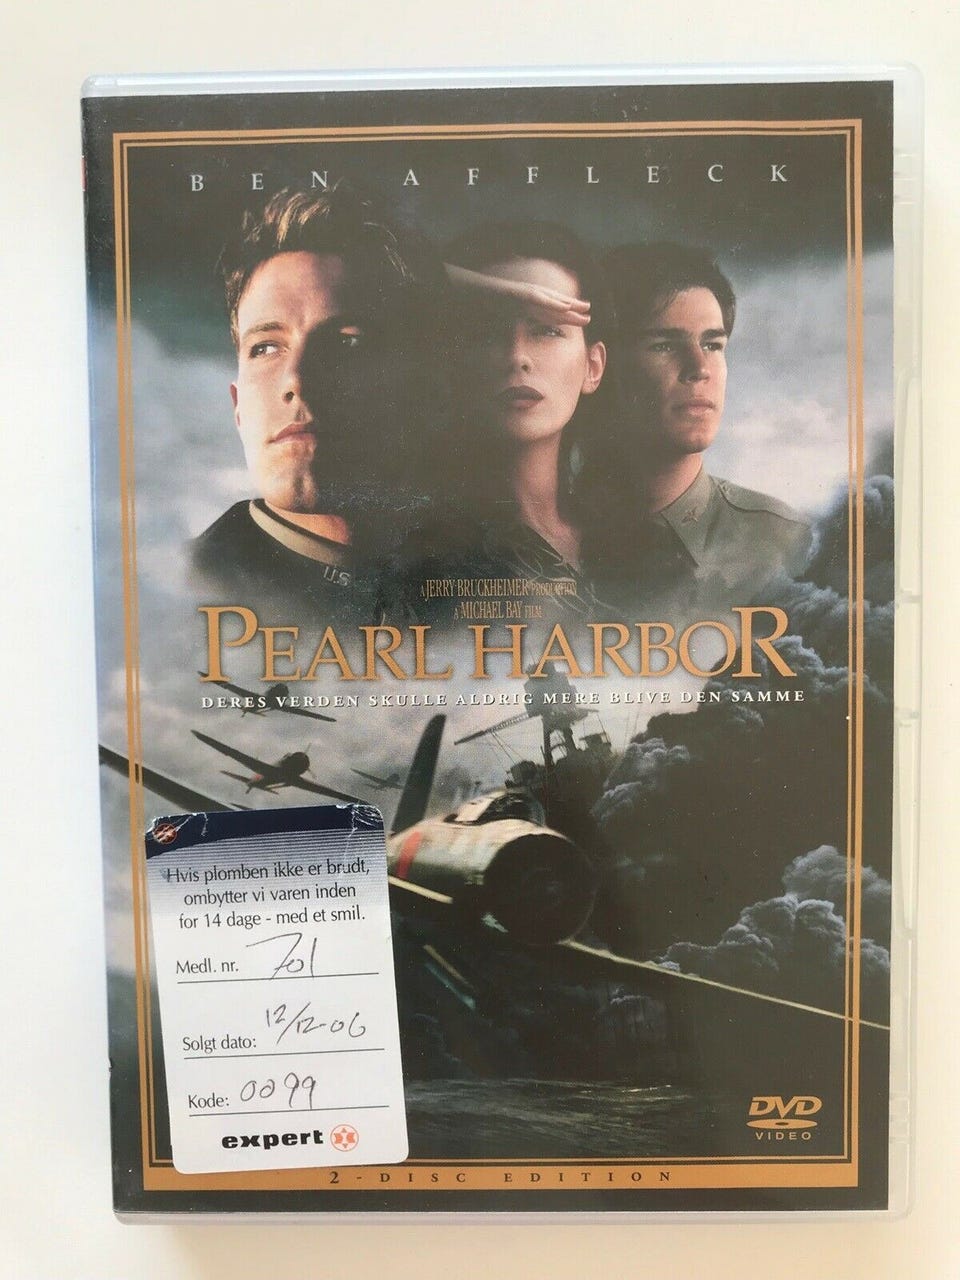 BEN AFFLECK
U.S
A JERRY BRUCKHEIMER PRODUCTION
A MICHAEL BAY FILM
PEARL HARBOR
DERES VERDEN SKULLE ALDRIG MERE BLIVE DEN SAMME
Hvis plomben ikke er brudt,
ombytter vi varen inden
for 14 dage - med et smil.
Medl. nr. 701
Solgt dato: 12/12-06
Kode: 0099
expert
DVD
VIDEO
2-DISC EDITION